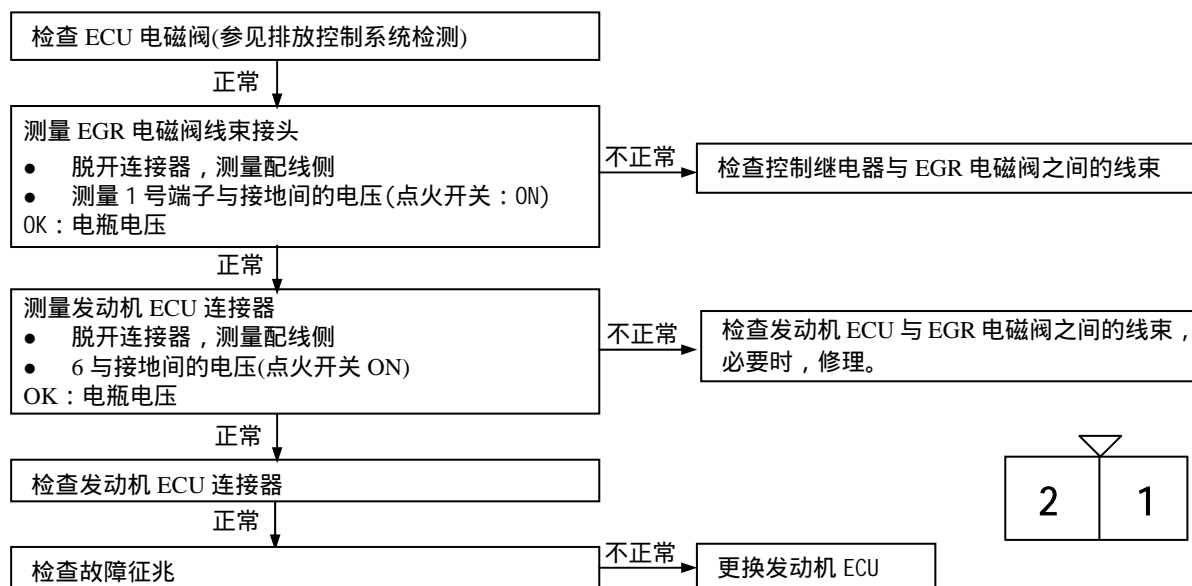 检查 ECU 电磁阀(参见排放控制系统检测)
正常
测量 EGR 电磁阀线束接头
● 脱开连接器，测量配线侧
● 测量 1 号端子与接地间的电压(点火开关：ON)
OK：电瓶电压
不正常
检查控制继电器与 EGR 电磁阀之间的线束
正常
测量发动机 ECU 连接器
● 脱开连接器，测量配线侧
● 6 与接地间的电压(点火开关 ON)
OK：电瓶电压
不正常
检查发动机 ECU 与 EGR 电磁阀之间的线束，
必要时，修理。
正常
检查发动机 ECU 连接器
2 1
正常
检查故障征兆
不正常
更换发动机 ECU